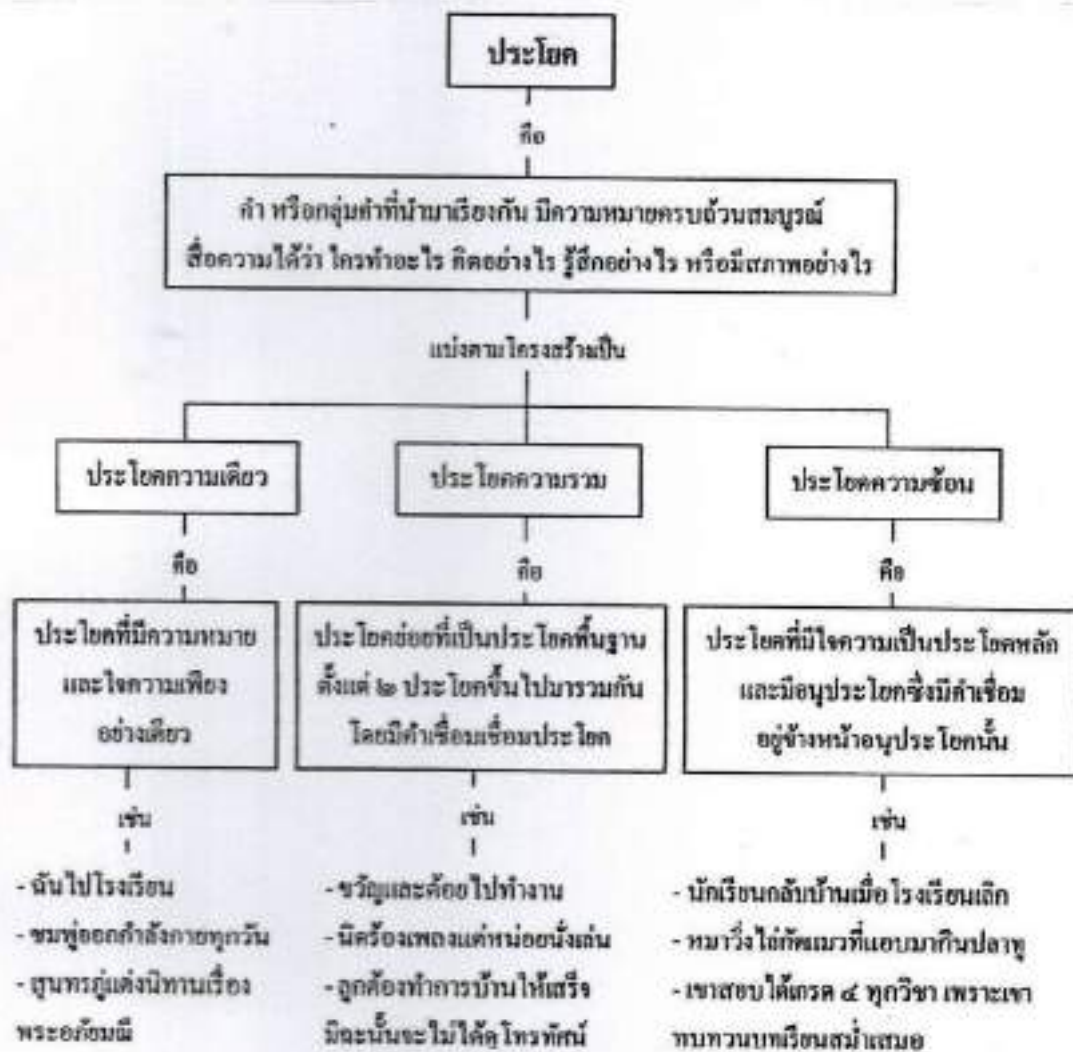 ประโยค
คือ
คำ หรือกลุ่มคำที่นำมาเรียงกัน มีความหมายครบถ้วนสมบูรณ์
สื่อความได้ว่า ใครทำอะไร คิดอย่างไร รู้สึกอย่างไร หรือมีสภาพอย่างไร
แบ่งตามโครงสร้างเป็น
ประโยคความเดียว
คือ
ประโยคที่มีความหมาย
และใจความเพียง
อย่างเดียว
เช่น
- ฉันไปโรงเรียน
- ชมพู่ออกกำลังกายทุกวัน
- สุนทรภู่แต่งนิทานเรื่อง
พระอภัยมณี
ประโยคความรวม
คือ
ประโยคย่อยที่เป็นประโยคพื้นฐาน
ตั้งแต่ ๒ ประโยคขึ้นไปมารวมกัน
โดยมีคำเชื่อมเชื่อมประโยค
เช่น
- ขวัญและต้อยไปทำงาน
- นิดร้องเพลงแต่หน่อยนั่งเล่น
- ลูกต้องทำการบ้านให้เสร็จ
มิฉะนั้นจะไม่ได้ดูโทรทัศน์
ประโยคความซ้อน
คือ
ประโยคที่มีใจความเป็นประโยคหลัก
และมีอนุประโยคซึ่งมีคำเชื่อม
อยู่ข้างหน้าอนุประโยคนั้น
เช่น
- นักเรียนกลับบ้านเมื่อโรงเรียนเลิก
- หมาวิ่งไล่กัดแมวที่แอบมากินปลาทู
- เขาสอบได้เกรด ๔ ทุกวิชา เพราะเขา
ทบทวนบทเรียนสม่ำเสมอ